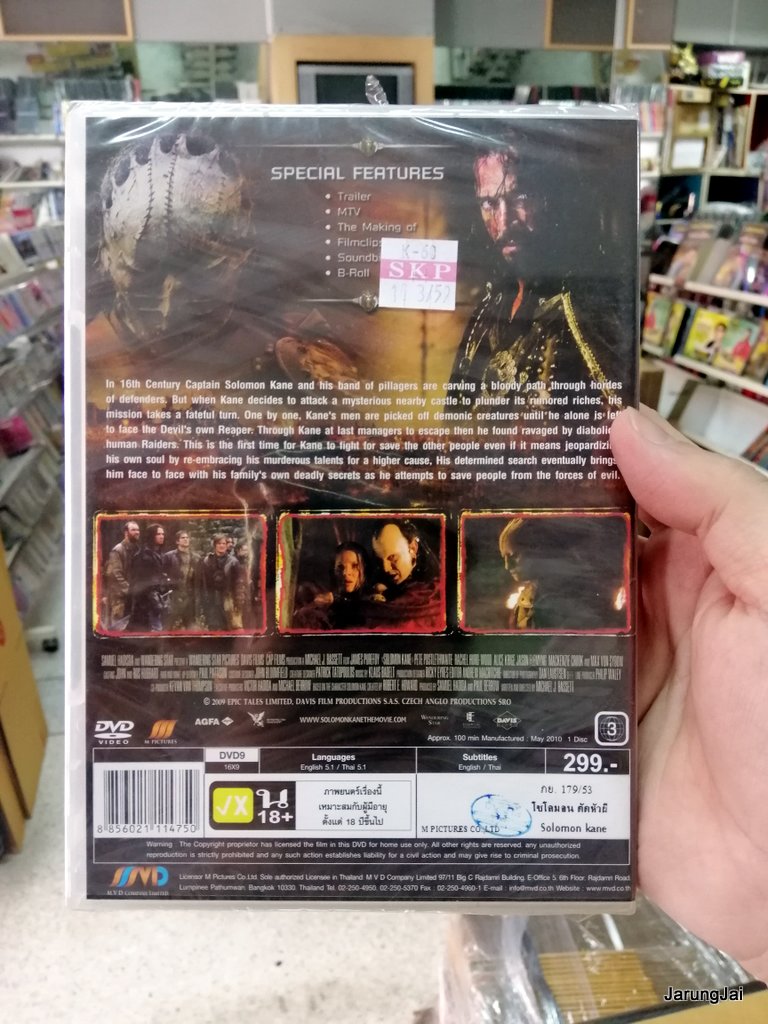 SPECIAL FEATURES
• Trailer
• MTV
• The Making of
• Filmclips
• Soundb
• B-Roll
K-60
SKP
17 3/52
In 16th Century Captain Solomon Kane and his band of pillagers are carving a bloody path through hordes
of defenders. But when Kane decides to attack a mysterious nearby castle to plunder its rumored riches, his
mission takes a fateful turn. One by one, Kane's men are picked off demonic creatures until he alone is left
to face the Devil's own Reaper. Through Kane at last managers to escape then he found ravaged by diabolic
human Raiders. This is the first time for Kane to fight for save the other people even if it means jeopardizi
his own soul by re-embracing his murderous talents for a higher cause, His determined search eventually brings
him face to face with his family's own deadly secrets as he attempts to save people from the forces of evil.
© 2009 EPIC TALES LIMITED, DAVIS FILM PRODUCTIONS S.A.S. CZECH ANGLO PRODUCTIONS SRO
DVD VIDEO
M PICTURES
AGFA
WWW.SOLOMONKANETHEMOVIE.COM
WANDERING STAR
DAVIS
3
Approx. 100 min Manufactured : May 2010 1 Disc
DVD9
16X9
Languages
English 5.1 / Thai 5.1
Subtitles
English / Thai
299.-
8 856021 114750
√X
น 18+
ภาพยนตร์เรื่องนี้
เหมาะสมกับผู้มีอายุ
ตั้งแต่ 18 ปีขึ้นไป
M PICTURES CO.,LTD
ภย. 179/53
โซโลมอน ตัดหัวผี
Solomon kane
Warning : The Copyright proprietor has licensed the film in this DVD for home use only. All other rights are reserved. any unauthorized
reproduction is strictly prohibited and any such action establishes liability for a civil action and may give rise to criminal prosecution.
MVD
M V D COMPANY LIMITED
Licensor M Pictures Co.Ltd. Sole authorized Licensee in Thailand M V D Company Limited 97/11 Big C Rajdamri Building, E-Office 5, 6th Floor, Rajdamri Road
Lumpinee Pathumwan, Bangkok 10330. Thailand Tel. 02-250-4950, 02-250-5370 Fax : 02-250-4960-1 E-mail : info@mvd.co.th Website : www.mvd.co.th
JarungJai